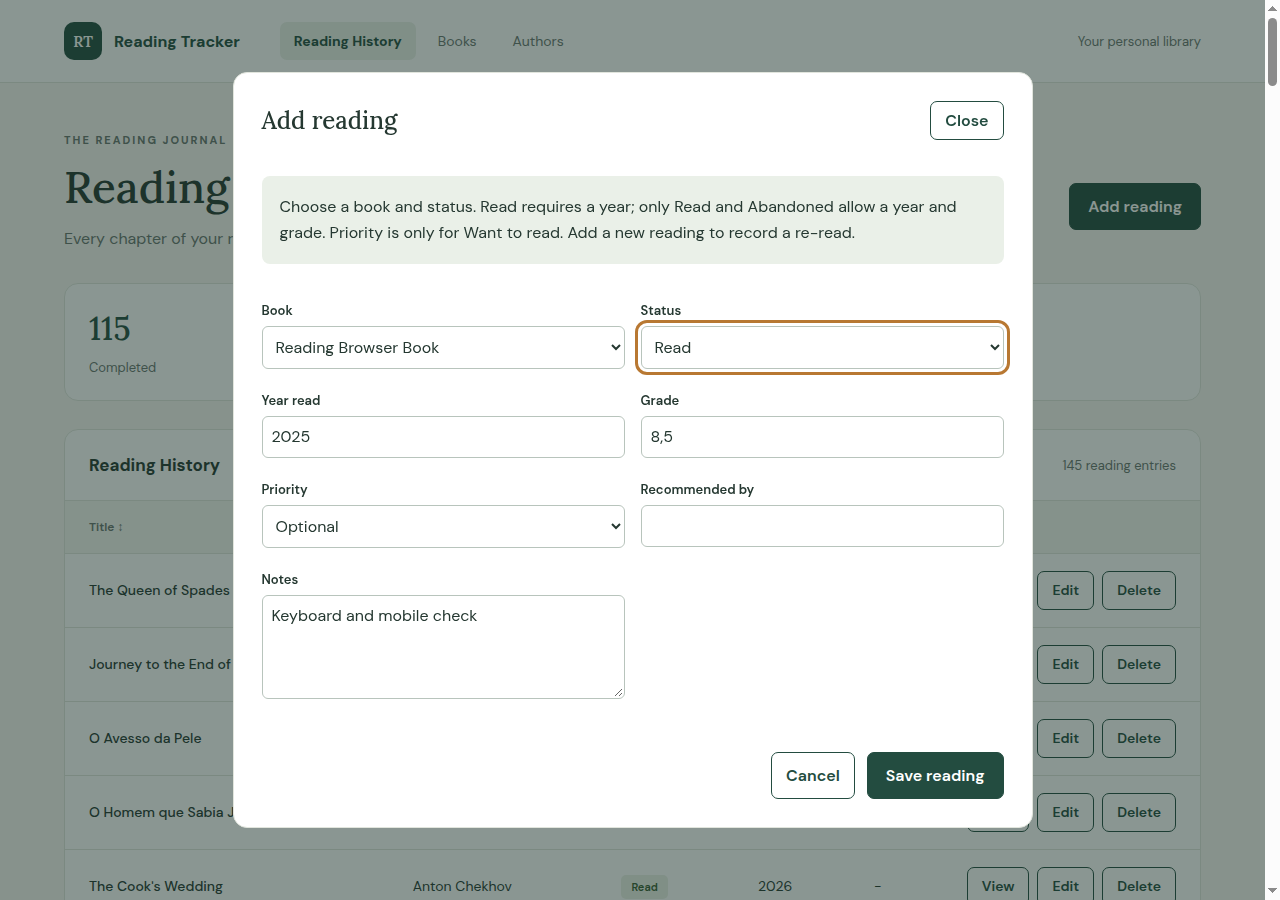 RT
Reading Tracker
Reading History
Books
Authors
Your personal library
THE READING JOURNAL
Reading
Every chapter of your r
Add reading
115
Completed
Reading History
145 reading entries
Title ↕
The Queen of Spades
Edit
Delete
Journey to the End of
Edit
Delete
O Avesso da Pele
Edit
Delete
O Homem que Sabia J
Edit
Delete
The Cook's Wedding
Anton Chekhov
Read
2026
-
View
Edit
Delete
Add reading
Close
Choose a book and status. Read requires a year; only Read and Abandoned allow a year and
grade. Priority is only for Want to read. Add a new reading to record a re-read.
Book
Status
Reading Browser Book
Read
Year read
Grade
2025
8,5
Priority
Recommended by
Optional
Notes
Keyboard and mobile check
Cancel
Save reading